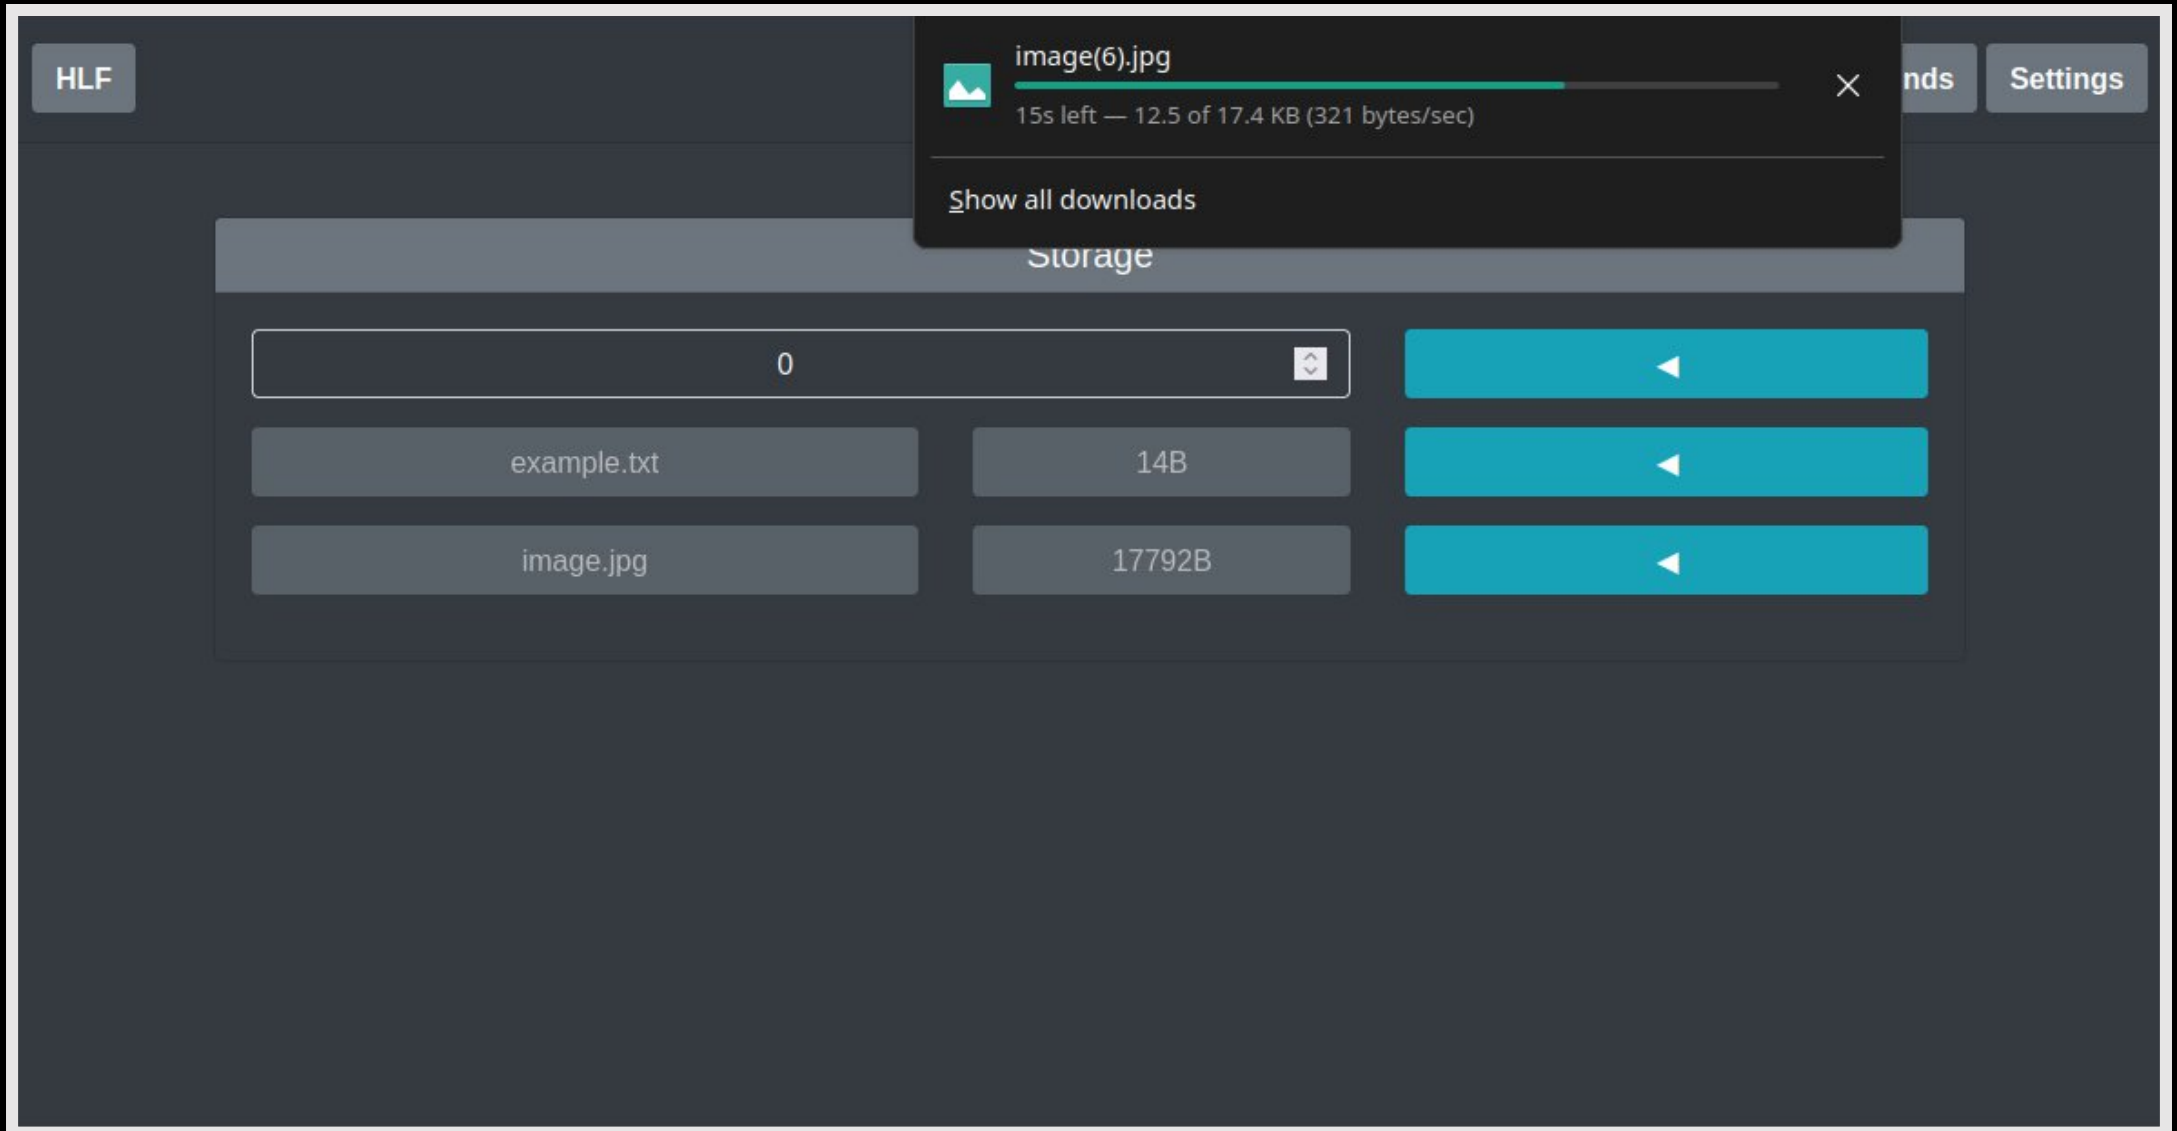 HLF
image(6).jpg
15s left — 12.5 of 17.4 KB (321 bytes/sec)
nds
Settings
Show all downloads
Storage
0
◀
example.txt
14B
◀
image.jpg
17792B
◀